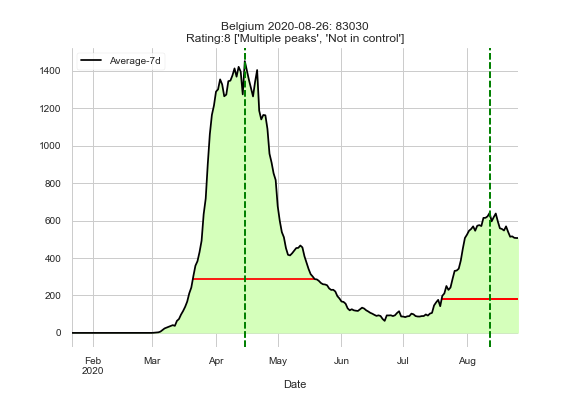 Belgium 2020-08-26: 83030
Rating:8 ['Multiple peaks', 'Not in control']
Average-7d
1400
1200
1000
800
600
400
200
0
Feb Mar Apr May Jun Jul Aug
2020
Date